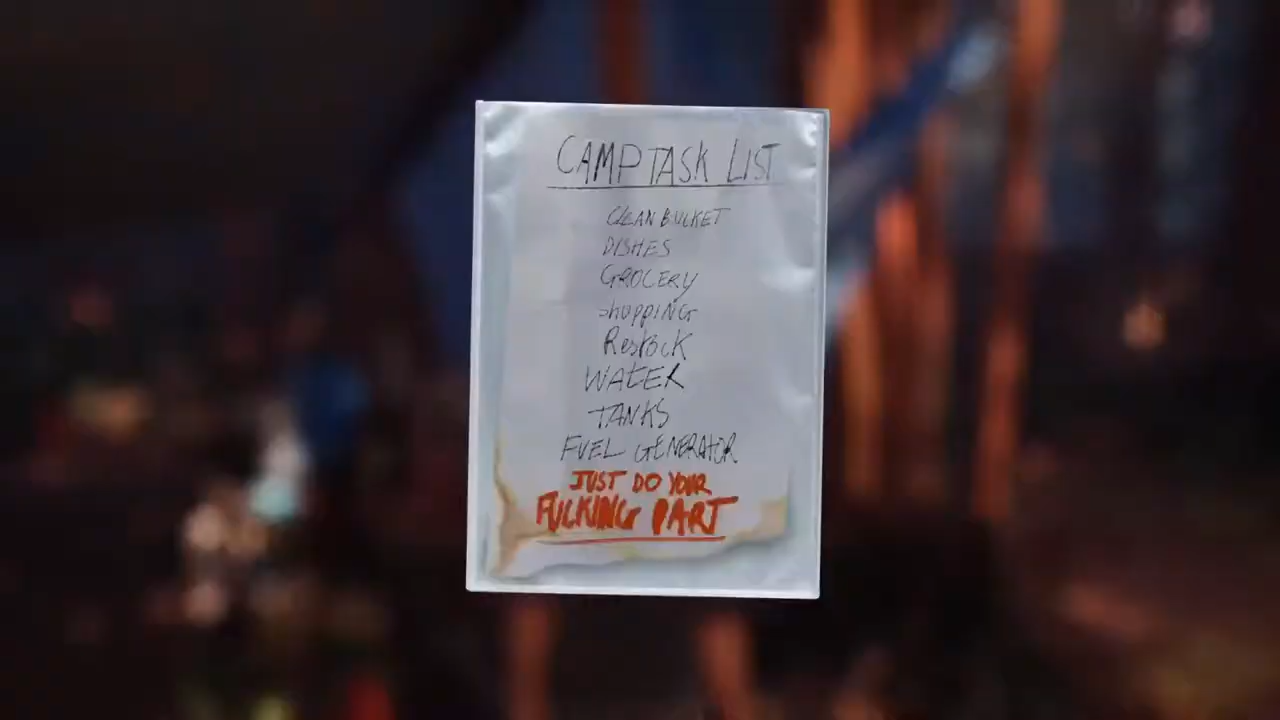 CAMP TASK LIST
CLEAN BUCKET
DISHES
GROCERY
shopping
Restock
WATER
TANKS
FUEL GENERATOR
JUST DO YOUR
FUCKING PART